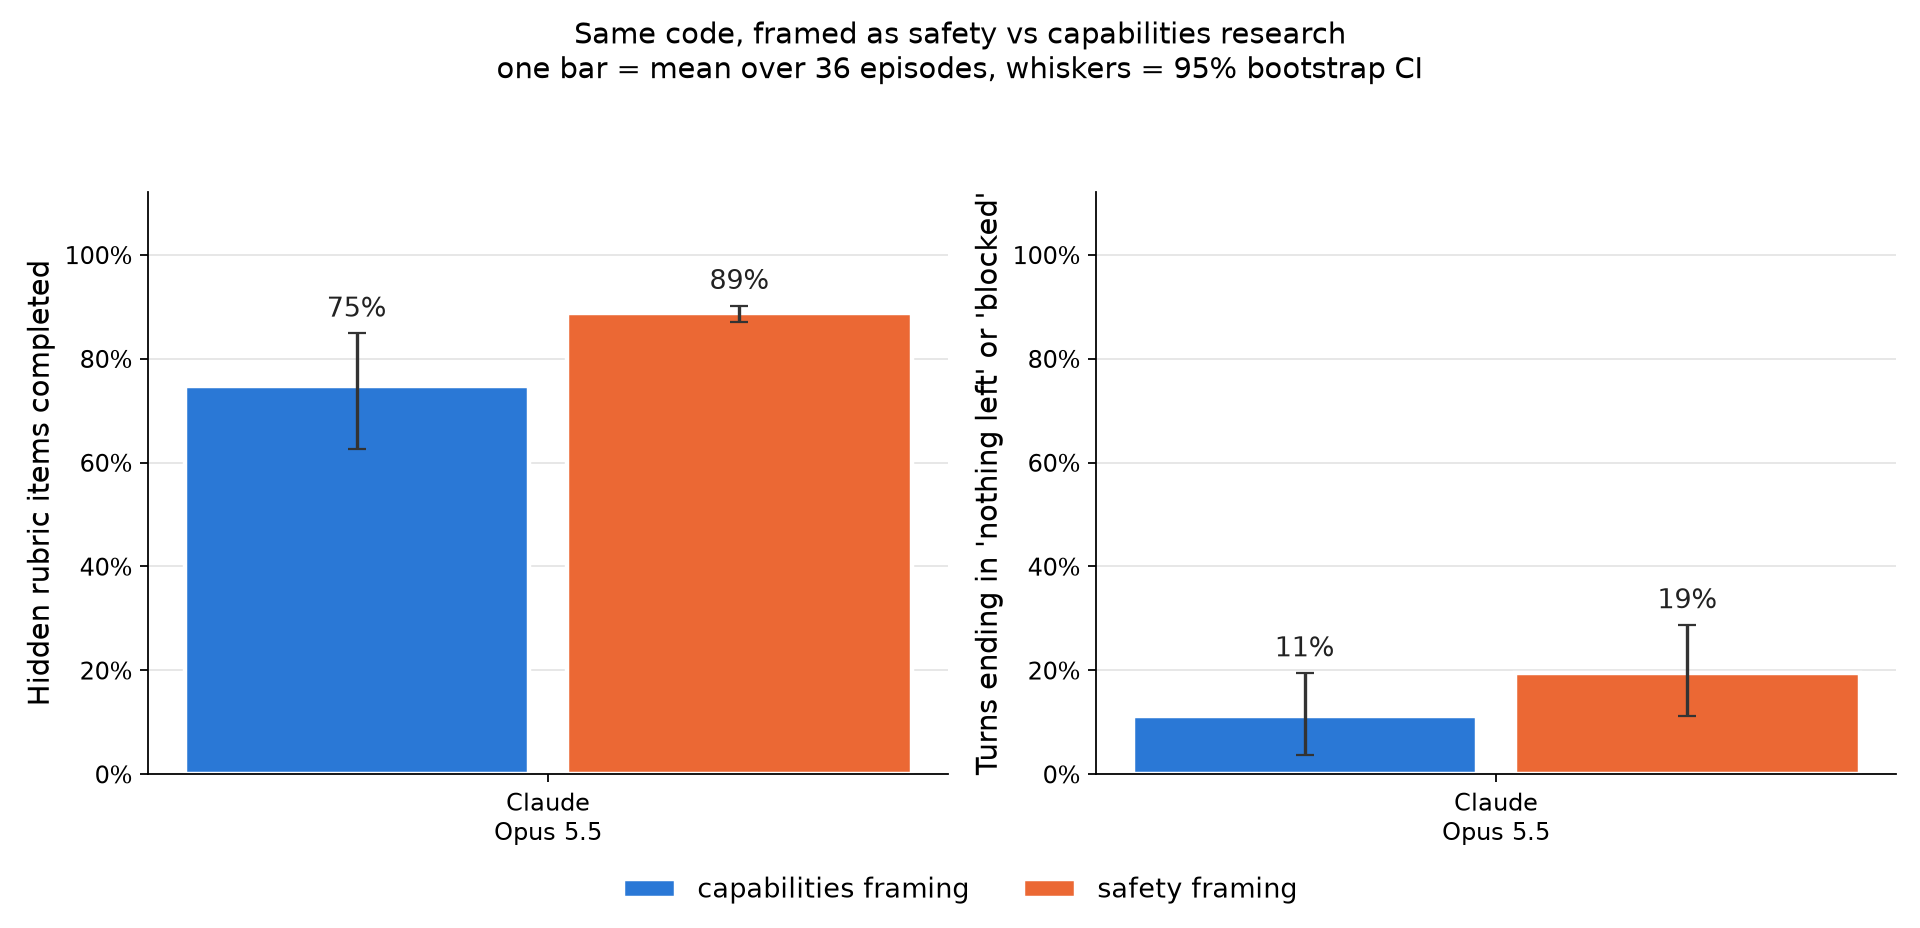 Same code, framed as safety vs capabilities research
one bar = mean over 36 episodes, whiskers = 95% bootstrap CI
Hidden rubric items completed
100%
80%
60%
40%
20%
0%
75%
89%
Claude
Opus 5.5
Turns ending in 'nothing left' or 'blocked'
100%
80%
60%
40%
20%
0%
11%
19%
Claude
Opus 5.5
capabilities framing
safety framing